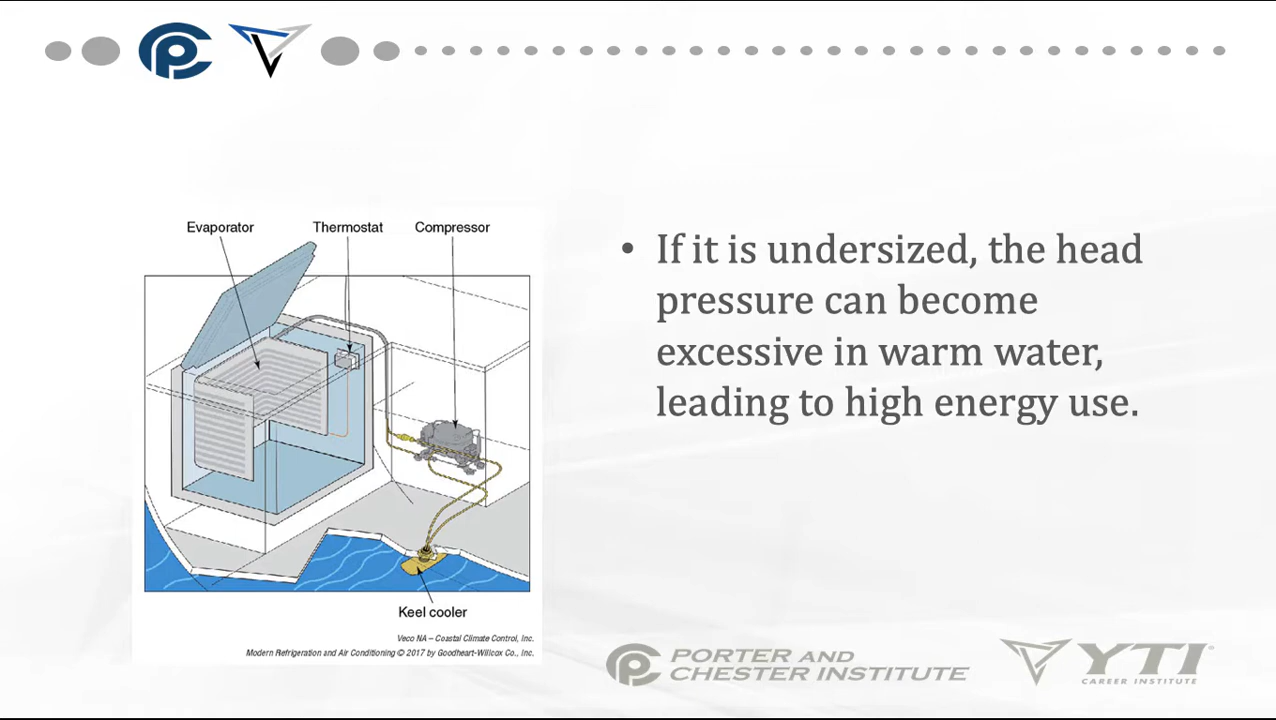 Evaporator Thermostat Compressor
• If it is undersized, the head
pressure can become
excessive in warm water,
leading to high energy use.
Keel cooler
Veco NA – Coastal Climate Control, Inc.
Modern Refrigeration and Air Conditioning © 2017 by Goodheart-Willcox Co., Inc.
PORTER AND
CHESTER INSTITUTE
YTI®
CAREER INSTITUTE